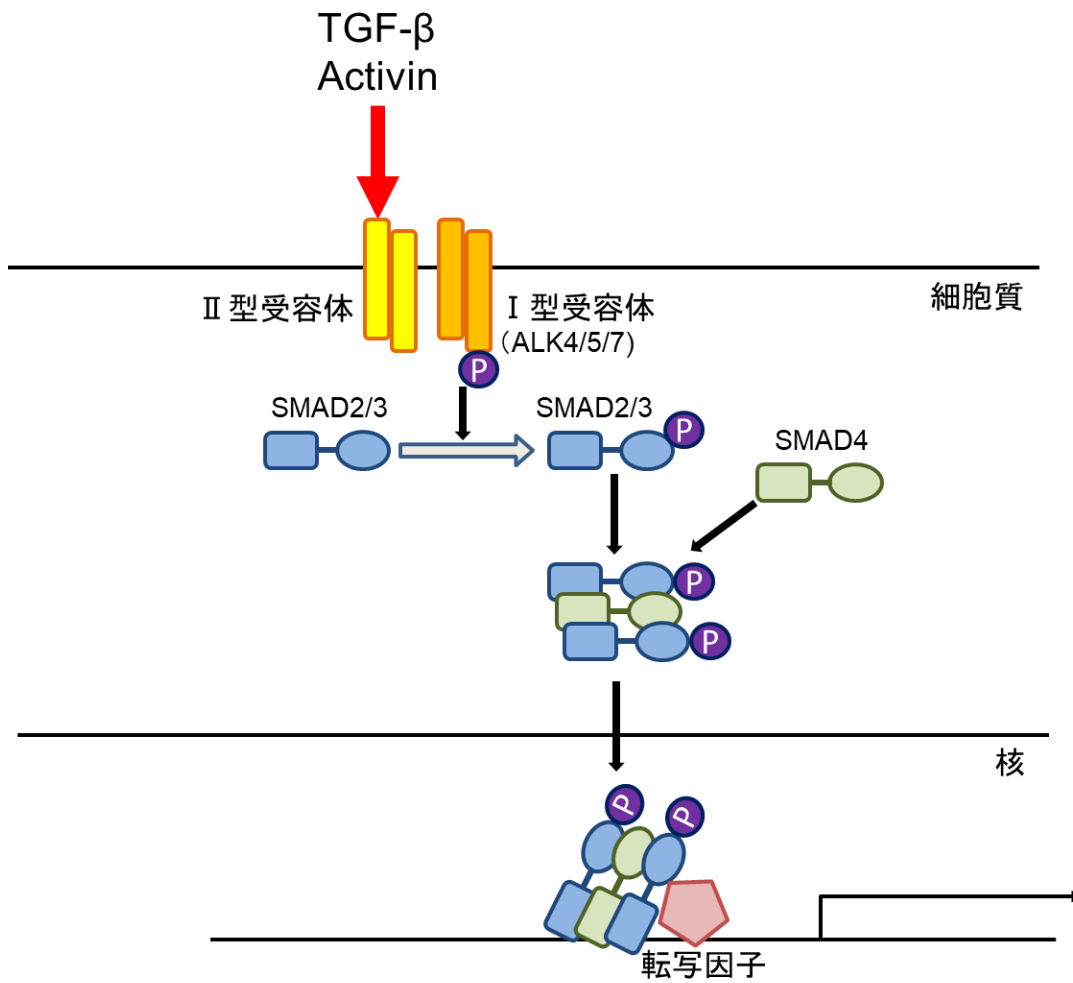 TGF-β
Activin
細胞質
Ⅱ型受容体
Ⅰ型受容体
(ALK4/5/7)
P
SMAD2/3
SMAD2/3
P
SMAD4
P
P
核
P
P
転写因子